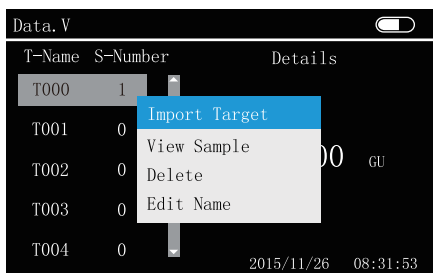 Data.V
T-Name S-Number Details
T000 1
Import Target
T001 0
View Sample
00 GU
T002 0
Delete
T003 0
Edit Name
T004 0
2015/11/26 08:31:53